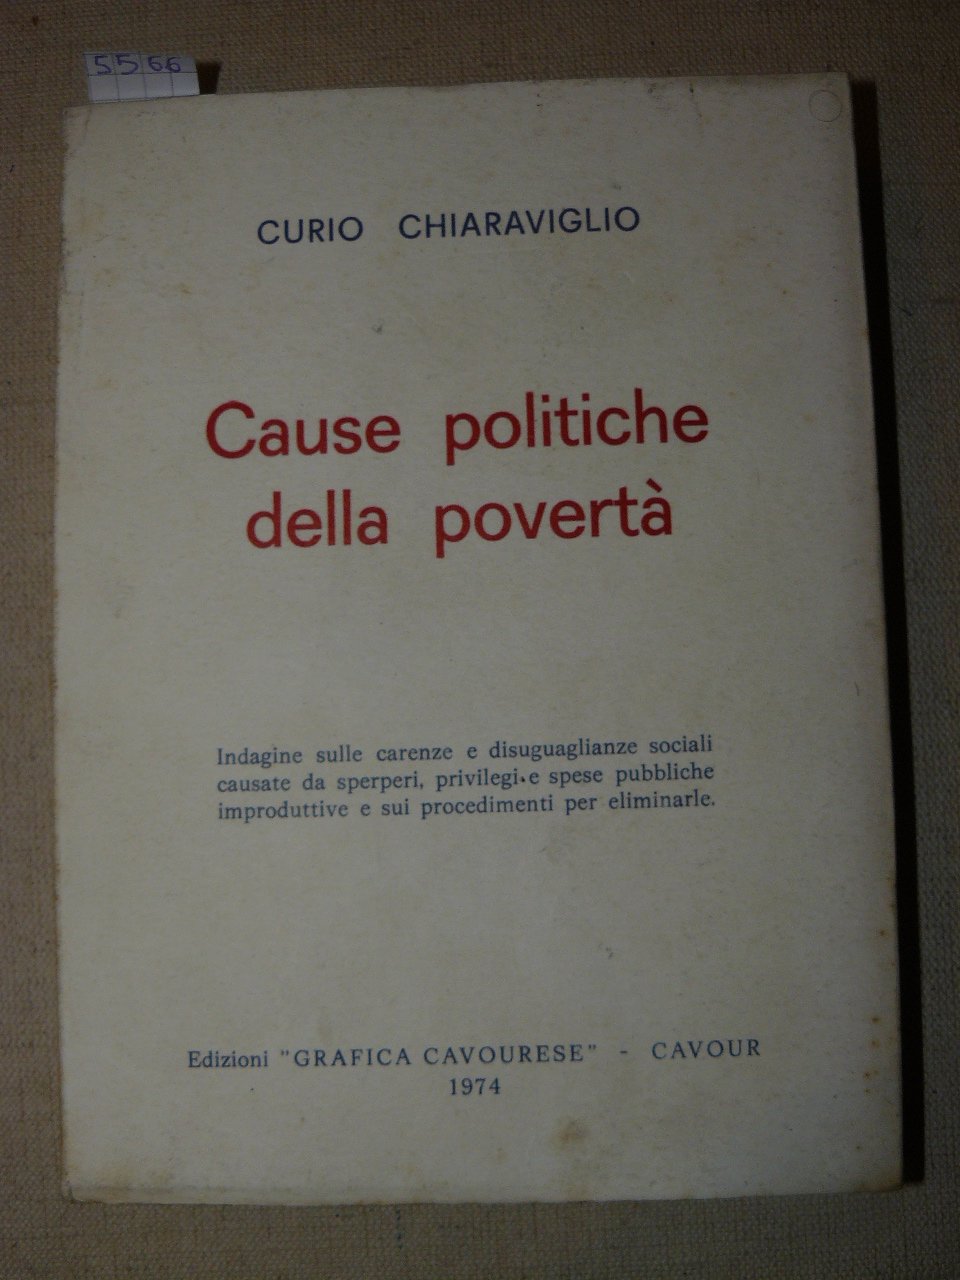 5566
CURIO CHIARAVIGLIO
Cause politiche
della povertà
Indagine sulle carenze e disuguaglianze sociali
causate da sperperi, privilegi e spese pubbliche
improduttive e sui procedimenti per eliminarle.
Edizioni "GRAFICA CAVOURESE" - CAVOUR
1974